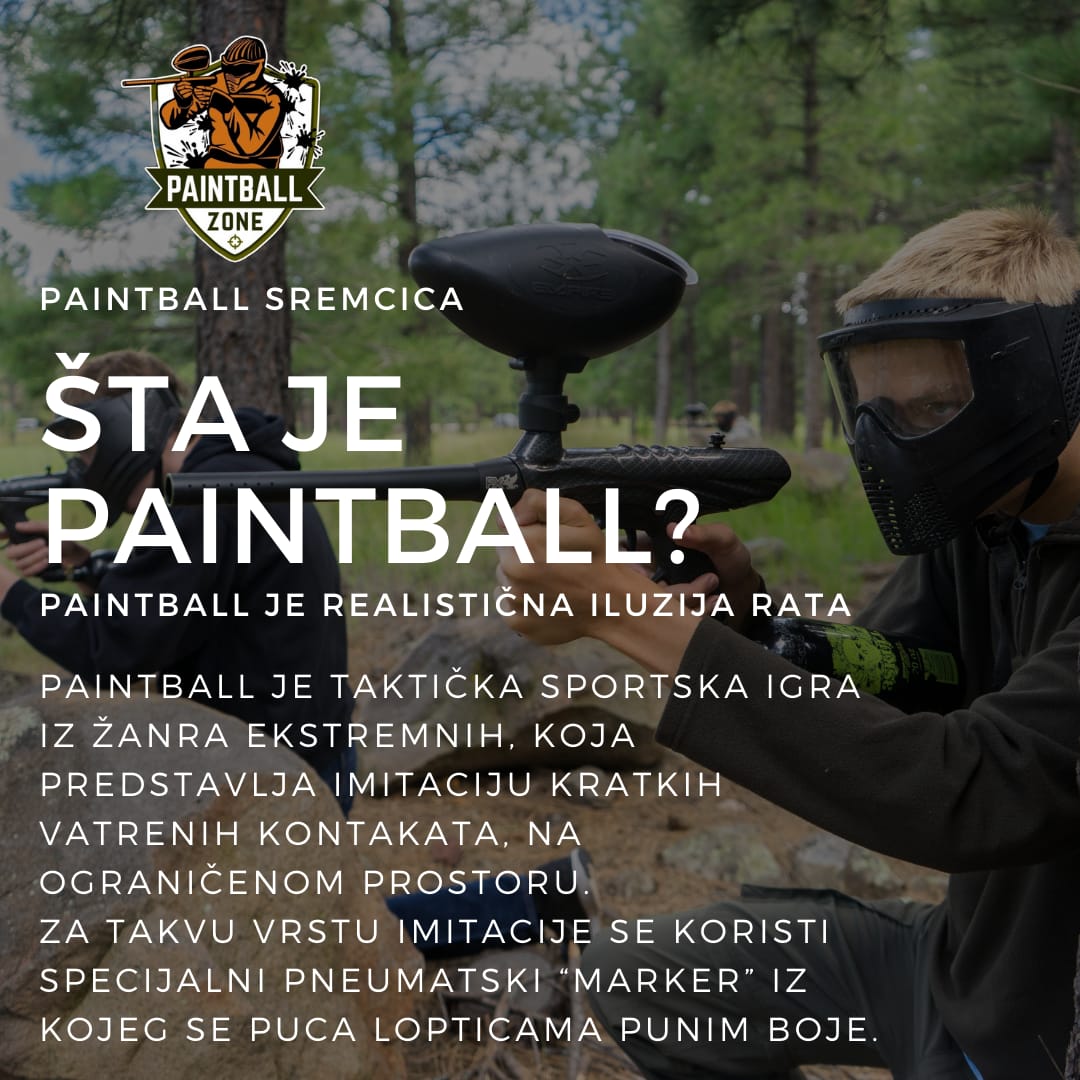 PAINTBALL
ZONE
PAINTBALL SREMCICA
ŠTA JE
PAINTBALL?
PAINTBALL JE REALISTIČNA ILUZIJA RATA
PAINTBALL JE TAKTIČKA SPORTSKA IGRA
IZ ŽANRA EKSTREMNIH, KOJA
PREDSTAVLJA IMITACIJU KRATKIH
VATRENIH KONTAKATA, NA
OGRANIČENOM PROSTORU.
ZA TAKVU VRSTU IMITACIJE SE KORISTI
SPECIJALNI PNEUMATSKI “MARKER” IZ
KOJEG SE PUCA LOPTICAMA PUNIM BOJE.
EMPIRE